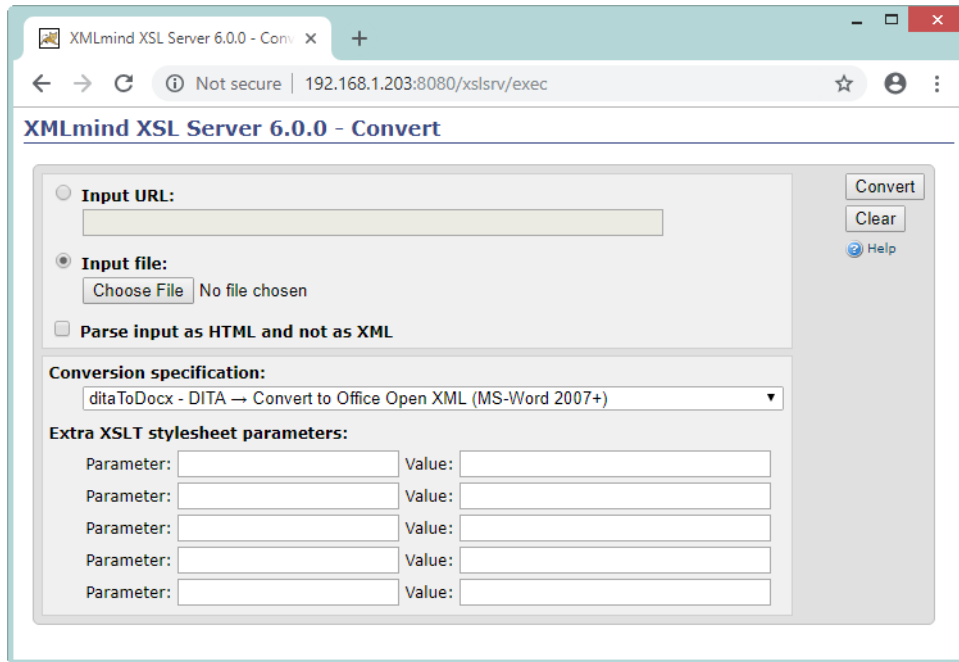 XMLmind XSL Server 6.0.0 - Conv
Not secure | 192.168.1.203:8080/xslsrv/exec
XMLmind XSL Server 6.0.0 - Convert
Input URL:
Convert
Clear
Help
Input file:
Choose File No file chosen
Parse input as HTML and not as XML
Conversion specification:
ditaToDocx - DITA → Convert to Office Open XML (MS-Word 2007+)
Extra XSLT stylesheet parameters:
Parameter: Value:
Parameter: Value:
Parameter: Value:
Parameter: Value:
Parameter: Value: